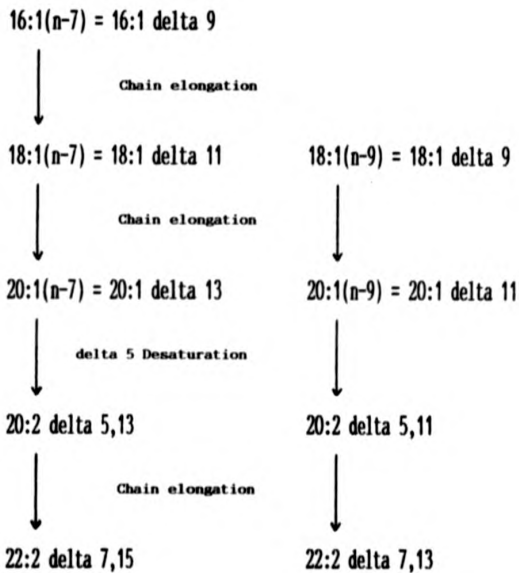 16:1(n-7) = 16:1 delta 9
Chain elongation
18:1(n-7) = 18:1 delta 11 18:1(n-9) = 18:1 delta 9
Chain elongation
20:1(n-7) = 20:1 delta 13 20:1(n-9) = 20:1 delta 11
delta 5 Desaturation
20:2 delta 5,13 20:2 delta 5,11
Chain elongation
22:2 delta 7,15 22:2 delta 7,13